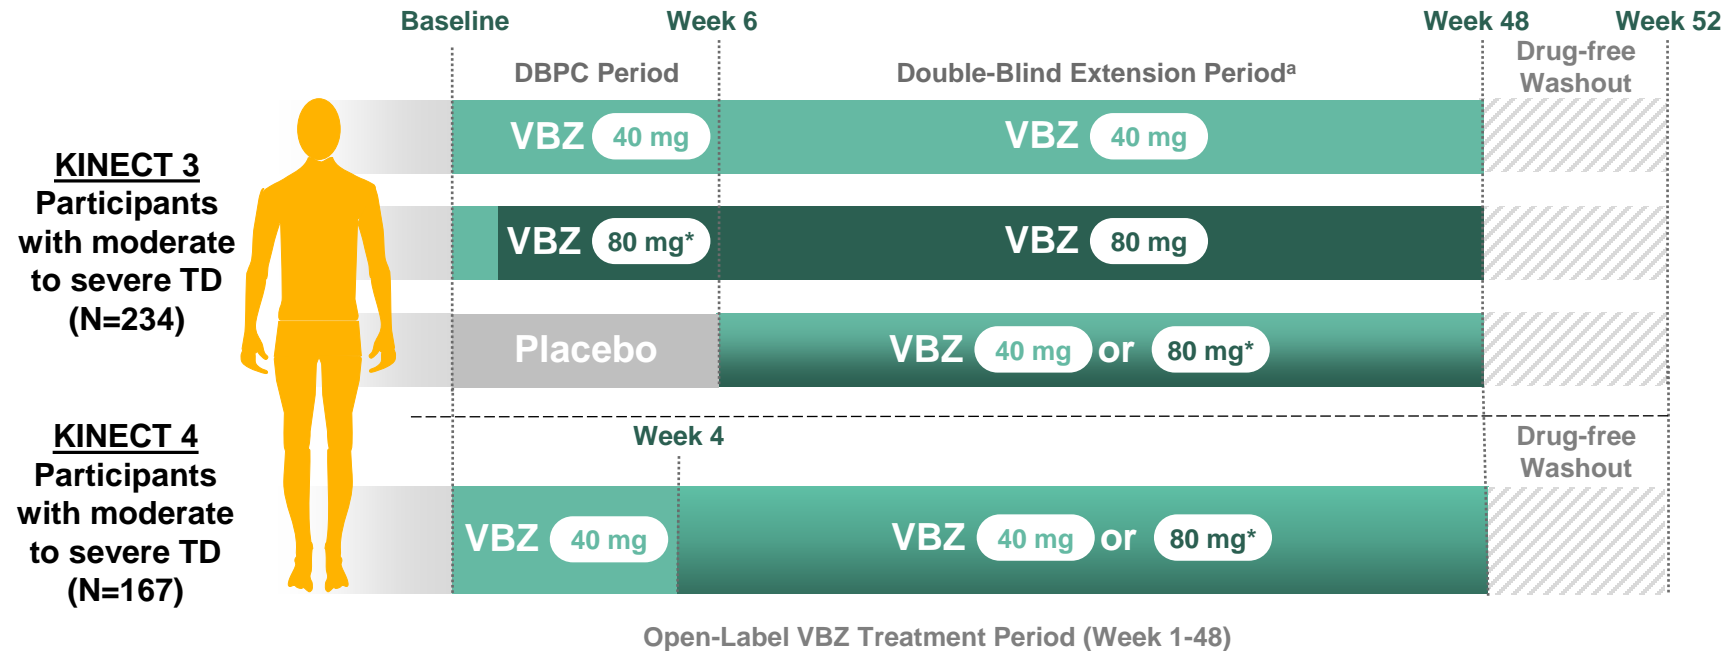 Baseline Week 6 Week 48 Week 52
DBPC Period Double-Blind Extension Periodᵃ Drug-free
Washout
KINECT 3
Participants
with moderate
to severe TD
(N=234)
VBZ 40 mg VBZ 40 mg
VBZ 80 mg* VBZ 80 mg
Placebo VBZ 40 mg or 80 mg*
KINECT 4
Participants
with moderate
to severe TD
(N=167)
Week 4 Drug-free
Washout
VBZ 40 mg VBZ 40 mg or 80 mg*
Open-Label VBZ Treatment Period (Week 1-48)